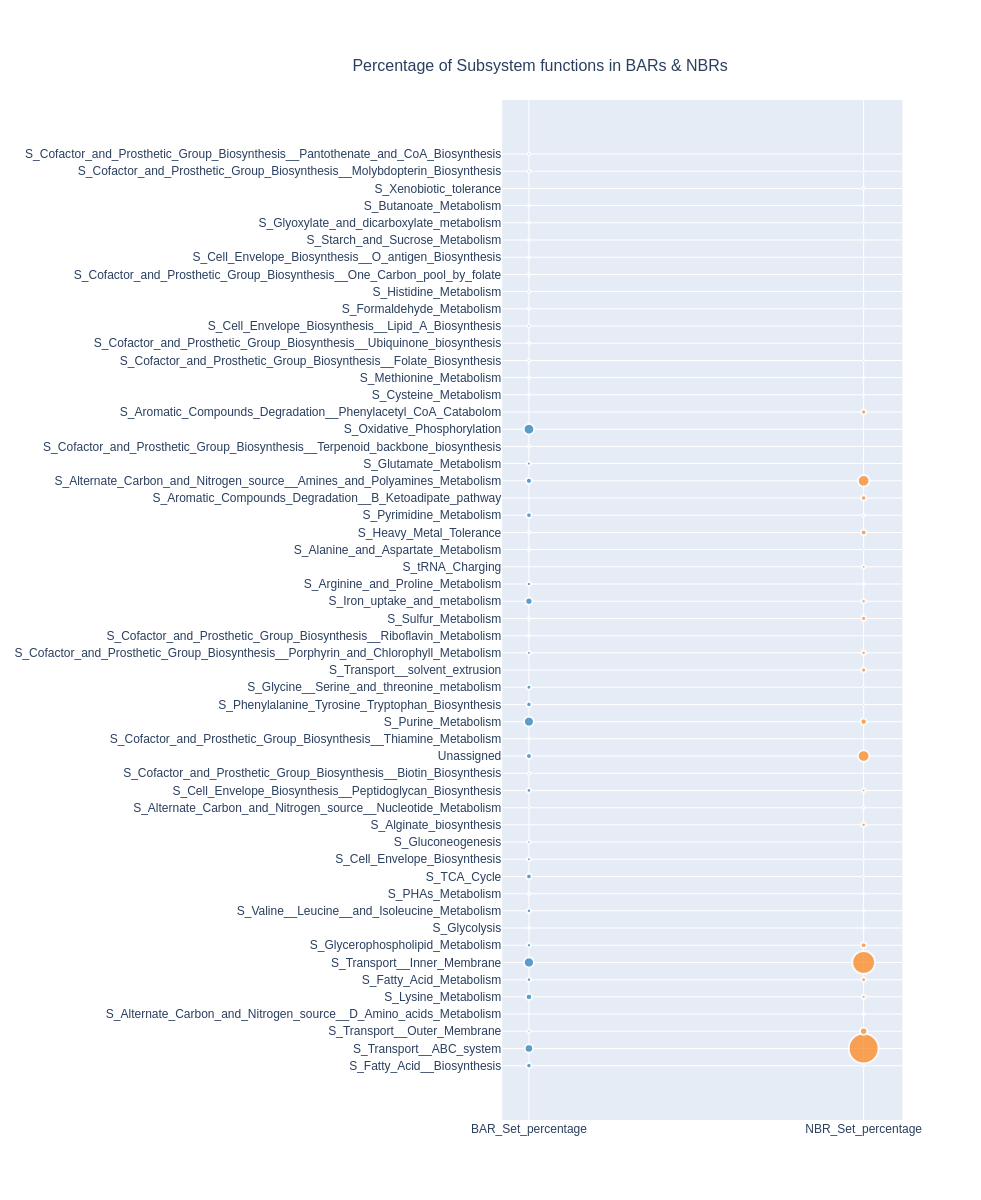 Percentage of Subsystem functions in BARs & NBRs
S_Cofactor_and_Prosthetic_Group_Biosynthesis__Pantothenate_and_CoA_Biosynthesis
S_Cofactor_and_Prosthetic_Group_Biosynthesis__Molybdopterin_Biosynthesis
S_Xenobiotic_tolerance
S_Butanoate_Metabolism
S_Glyoxylate_and_dicarboxylate_metabolism
S_Starch_and_Sucrose_Metabolism
S_Cell_Envelope_Biosynthesis__O_antigen_Biosynthesis
S_Cofactor_and_Prosthetic_Group_Biosynthesis__One_Carbon_pool_by_folate
S_Histidine_Metabolism
S_Formaldehyde_Metabolism
S_Cell_Envelope_Biosynthesis__Lipid_A_Biosynthesis
S_Cofactor_and_Prosthetic_Group_Biosynthesis__Ubiquinone_biosynthesis
S_Cofactor_and_Prosthetic_Group_Biosynthesis__Folate_Biosynthesis
S_Methionine_Metabolism
S_Cysteine_Metabolism
S_Aromatic_Compounds_Degradation__Phenylacetyl_CoA_Catabolom
S_Oxidative_Phosphorylation
S_Cofactor_and_Prosthetic_Group_Biosynthesis__Terpenoid_backbone_biosynthesis
S_Glutamate_Metabolism
S_Alternate_Carbon_and_Nitrogen_source__Amines_and_Polyamines_Metabolism
S_Aromatic_Compounds_Degradation__B_Ketoadipate_pathway
S_Pyrimidine_Metabolism
S_Heavy_Metal_Tolerance
S_Alanine_and_Aspartate_Metabolism
S_tRNA_Charging
S_Arginine_and_Proline_Metabolism
S_Iron_uptake_and_metabolism
S_Sulfur_Metabolism
S_Cofactor_and_Prosthetic_Group_Biosynthesis__Riboflavin_Metabolism
S_Cofactor_and_Prosthetic_Group_Biosynthesis__Porphyrin_and_Chlorophyll_Metabolism
S_Transport__solvent_extrusion
S_Glycine__Serine_and_threonine_metabolism
S_Phenylalanine_Tyrosine_Tryptophan_Biosynthesis
S_Purine_Metabolism
S_Cofactor_and_Prosthetic_Group_Biosynthesis__Thiamine_Metabolism
Unassigned
S_Cofactor_and_Prosthetic_Group_Biosynthesis__Biotin_Biosynthesis
S_Cell_Envelope_Biosynthesis__Peptidoglycan_Biosynthesis
S_Alternate_Carbon_and_Nitrogen_source__Nucleotide_Metabolism
S_Alginate_biosynthesis
S_Gluconeogenesis
S_Cell_Envelope_Biosynthesis
S_TCA_Cycle
S_PHAs_Metabolism
S_Valine__Leucine__and_Isoleucine_Metabolism
S_Glycolysis
S_Glycerophospholipid_Metabolism
S_Transport__Inner_Membrane
S_Fatty_Acid_Metabolism
S_Lysine_Metabolism
S_Alternate_Carbon_and_Nitrogen_source__D_Amino_acids_Metabolism
S_Transport__Outer_Membrane
S_Transport__ABC_system
S_Fatty_Acid__Biosynthesis
BAR_Set_percentage NBR_Set_percentage